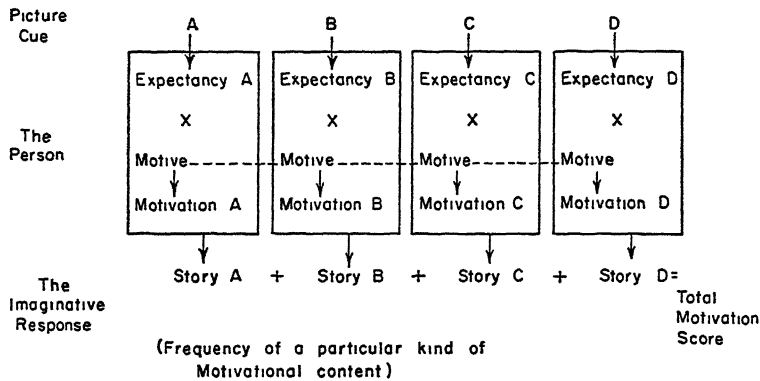 Picture Cue A B C D
Expectancy A Expectancy B Expectancy C Expectancy D
x x x x
The Person
Motive Motive Motive Motive
Motivation A Motivation B Motivation C Motivation D
The Imaginative Response
Story A + Story B + Story C + Story D =
Total Motivation Score
(Frequency of a particular kind of
Motivational content)